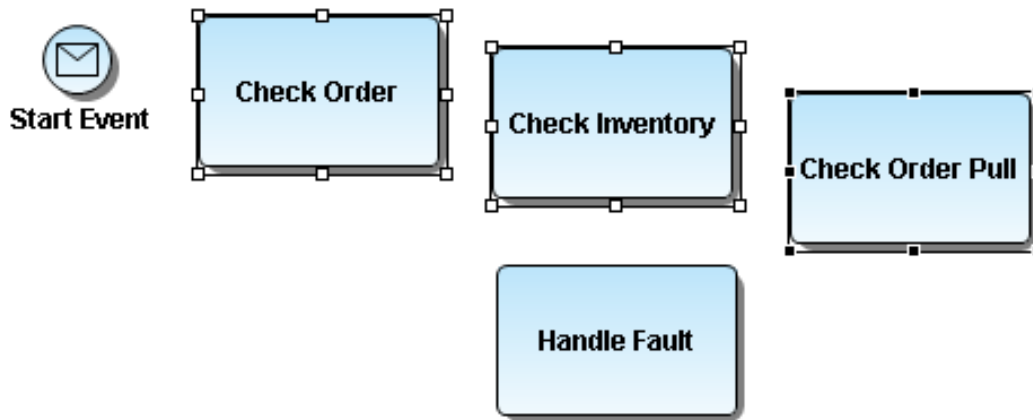 Start Event
Check Order
Check Inventory
Check Order Pull
Handle Fault